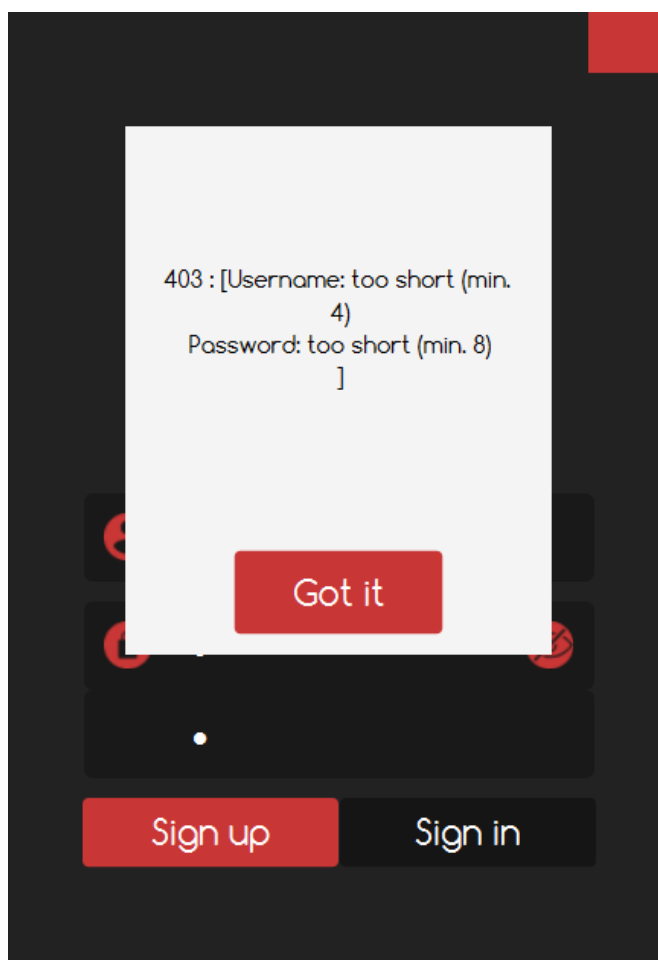 403 : [Username: too short (min.
4)
Password: too short (min. 8)
]
Got it
Sign up
Sign in